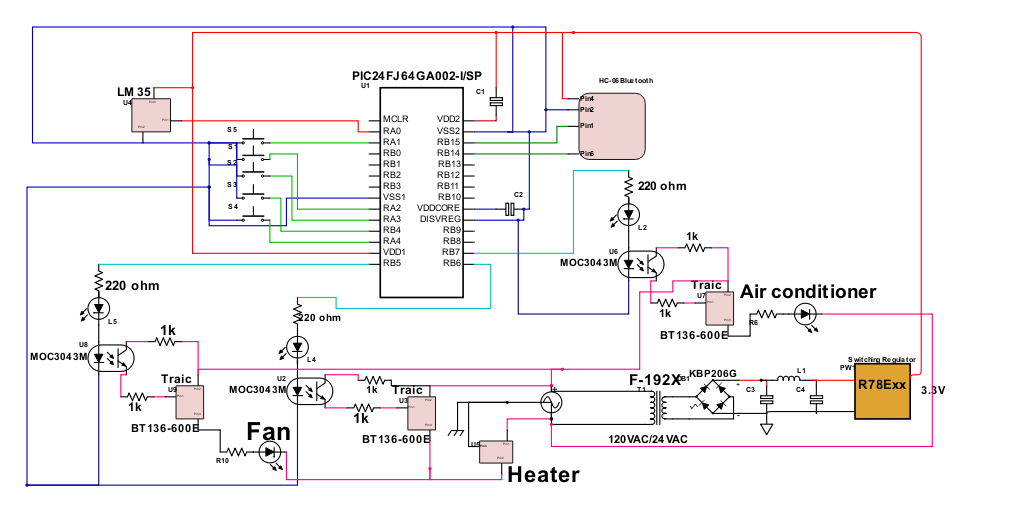 HC-06 Bluetooth
PIC24FJ64GA002-I/SP
U1
C1
LM 35
U4
Pin4
Pin2
Pin1
Pin5
MCLR
RA0
RA1
RB0
RB1
RB2
RB3
VSS1
RA2
RA3
RB4
RA4
VDD1
RB5
VDD2
VSS2
RB15
RB14
RB13
RB12
RB11
RB10
VDDCORE
DISVREG
RB9
RB8
RB7
RB6
S5
S1
S2
S3
S4
C2
220 ohm
L2
U6
MOC3043M
1k
1k
Traic
U7
BT136-600E
Air conditioner
R6
220 ohm
L5
U8
MOC3043M
1k
1k
Traic
U9
BT136-600E
Fan
R10
220 ohm
L4
U2
MOC3043M
1k
1k
Traic
U3
BT136-600E
Heater
F-192X
T1
120VAC/24VAC
KBP206G
L1
C3
C4
Switching Regulator
PW1
R78Exx
3.3V